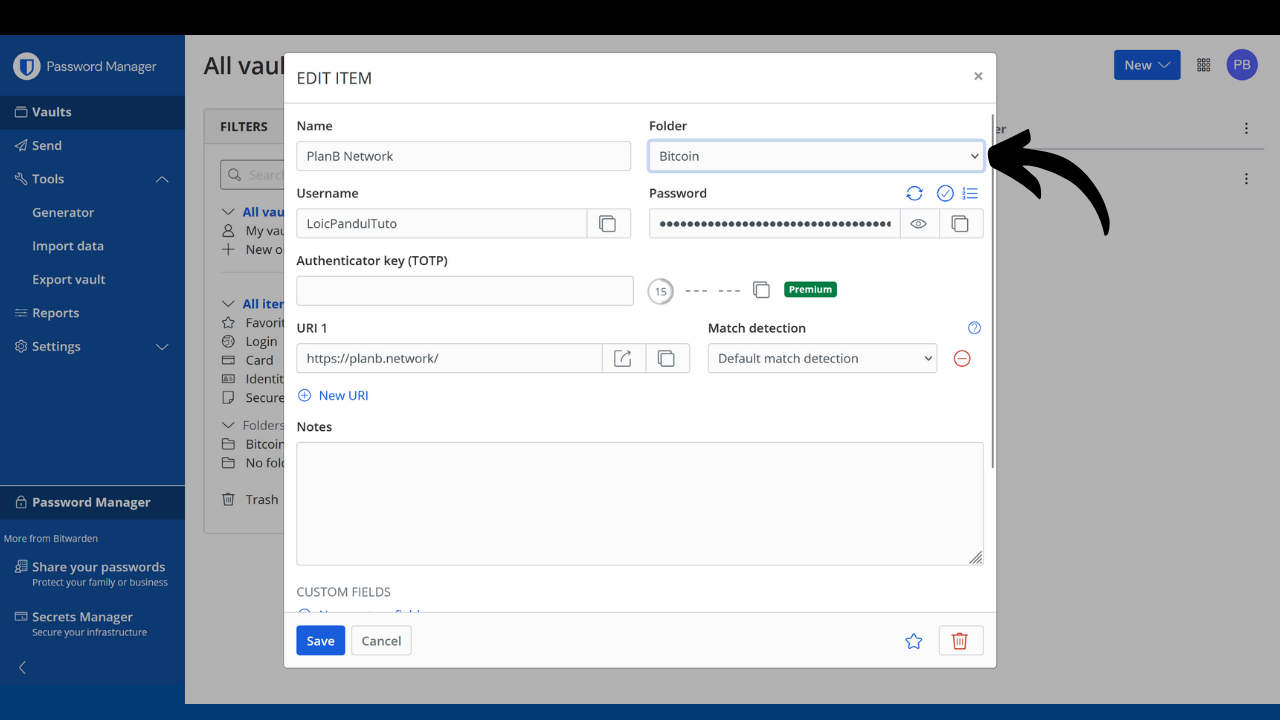 Password Manager
Vaults
Send
Tools
Generator
Import data
Export vault
Reports
Settings
Password Manager
More from Bitwarden
Share your passwords
Protect your family or business
Secrets Manager
Secure your infrastructure
All vaul
New
PB
FILTERS
Search
All vau
My vau
New o
All iter
Favorit
Login
Card
Identit
Secure
Folders
Bitcoin
No fold
Trash
er
EDIT ITEM
Name
Folder
PlanB Network
Bitcoin
Username
Password
LoicPandulTuto
Authenticator key (TOTP)
15
--- ---
Premium
URI 1
Match detection
https://planb.network/
Default match detection
New URI
Notes
CUSTOM FIELDS
Save
Cancel